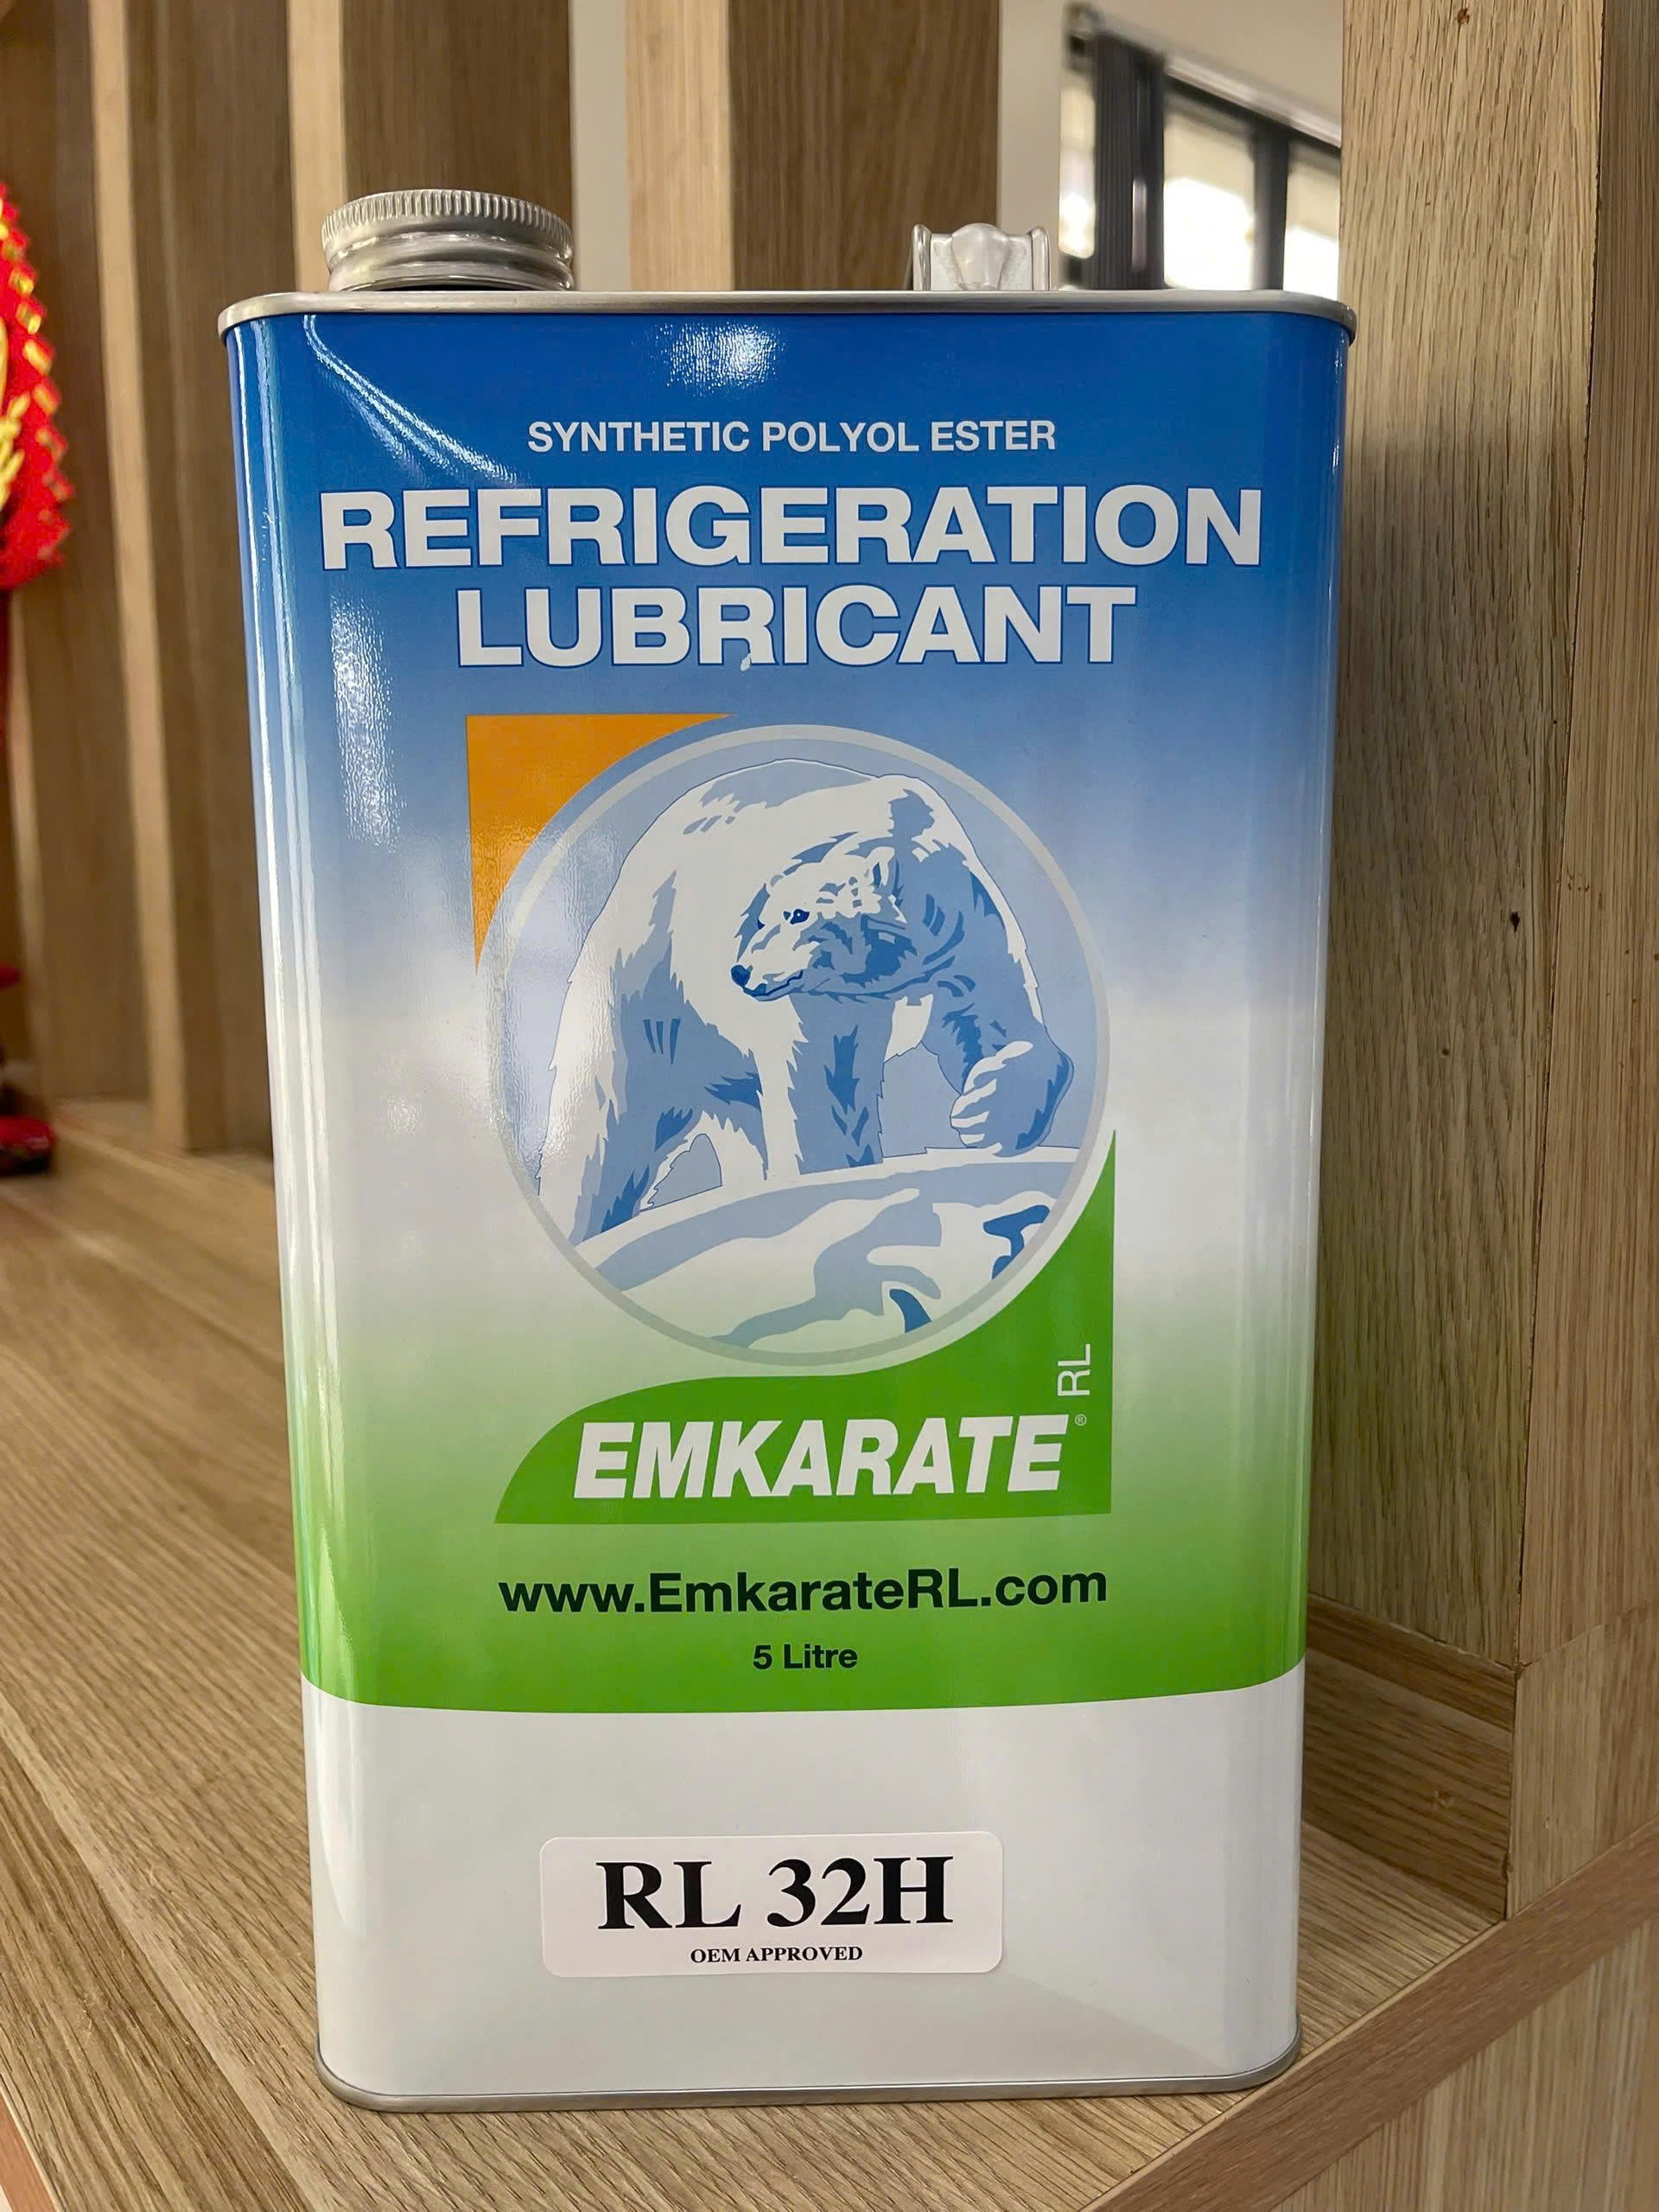 SYNTHETIC POLYOL ESTER
REFRIGERATION
LUBRICANT
RL
EMKARATE®
www.EmkarateRL.com
5 Litre
RL 32H
OEM APPROVED